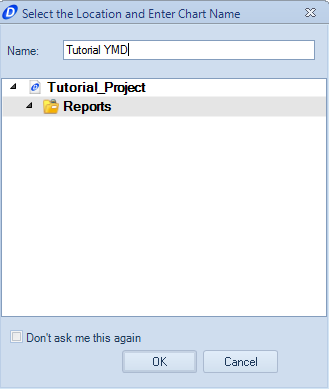 Select the Location and Enter Chart Name
Name: Tutorial YMD
Tutorial_Project
Reports
Don't ask me this again
OK Cancel